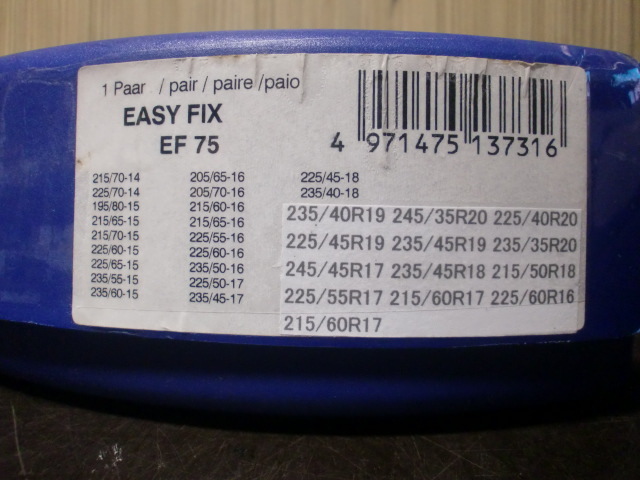 1 Paar / pair / paire /paio
EASY FIX
EF 75
4 971475 137316
215/70-14
225/70-14
195/80-15
215/65-15
215/70-15
225/60-15
225/65-15
235/55-15
235/60-15
205/65-16
205/70-16
215/60-16
215/65-16
225/55-16
225/60-16
235/50-16
225/50-17
235/45-17
225/45-18
235/40-18
235/40R19 245/35R20 225/40R20
225/45R19 235/45R19 235/35R20
245/45R17 235/45R18 215/50R18
225/55R17 215/60R17 225/60R16
215/60R17